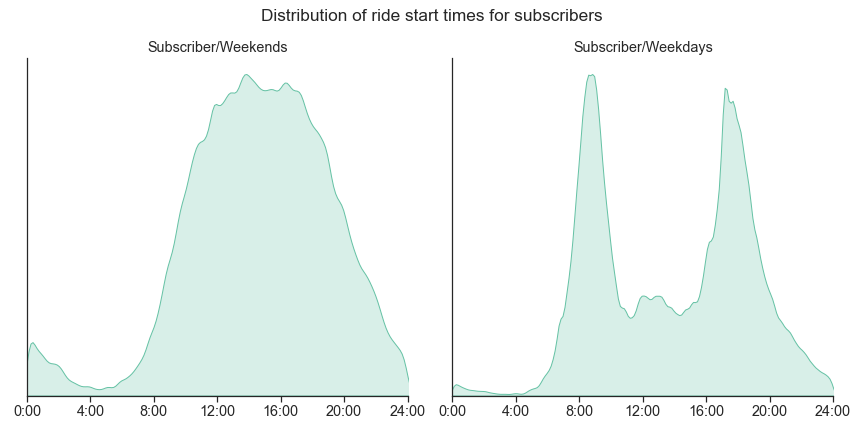 Distribution of ride start times for subscribers
Subscriber/Weekends
Subscriber/Weekdays
0:00 4:00 8:00 12:00 16:00 20:00 24:00
0:00 4:00 8:00 12:00 16:00 20:00 24:00